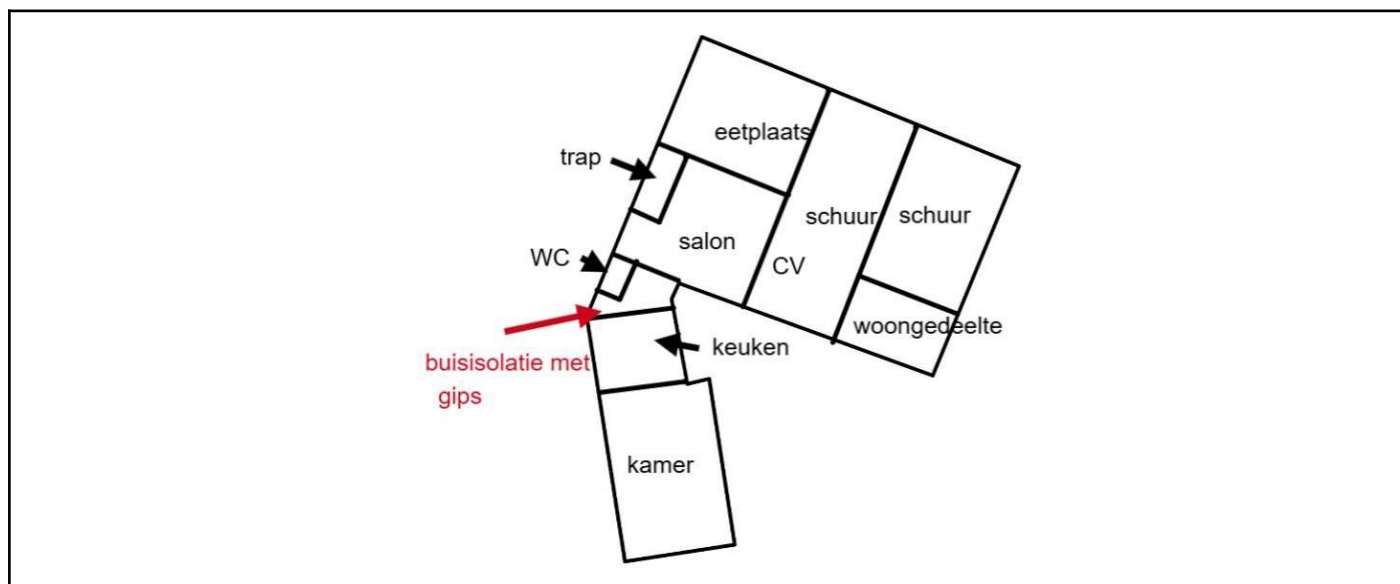 eetplaats
trap
schuur
schuur
salon
WC
CV
woongedeelte
keuken
buisisolatie met
gips
kamer